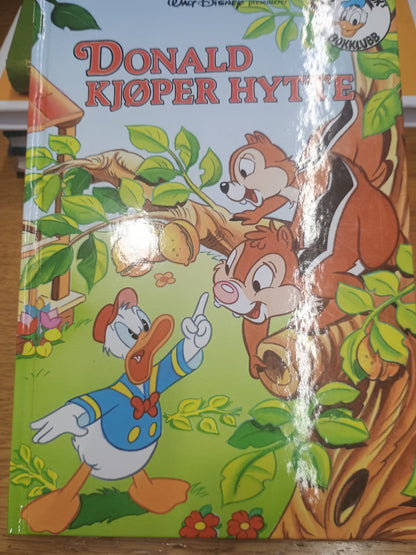 WALT DISNEY presenterer
DONALD
KJØPER HYTTE
BOKKLUBB